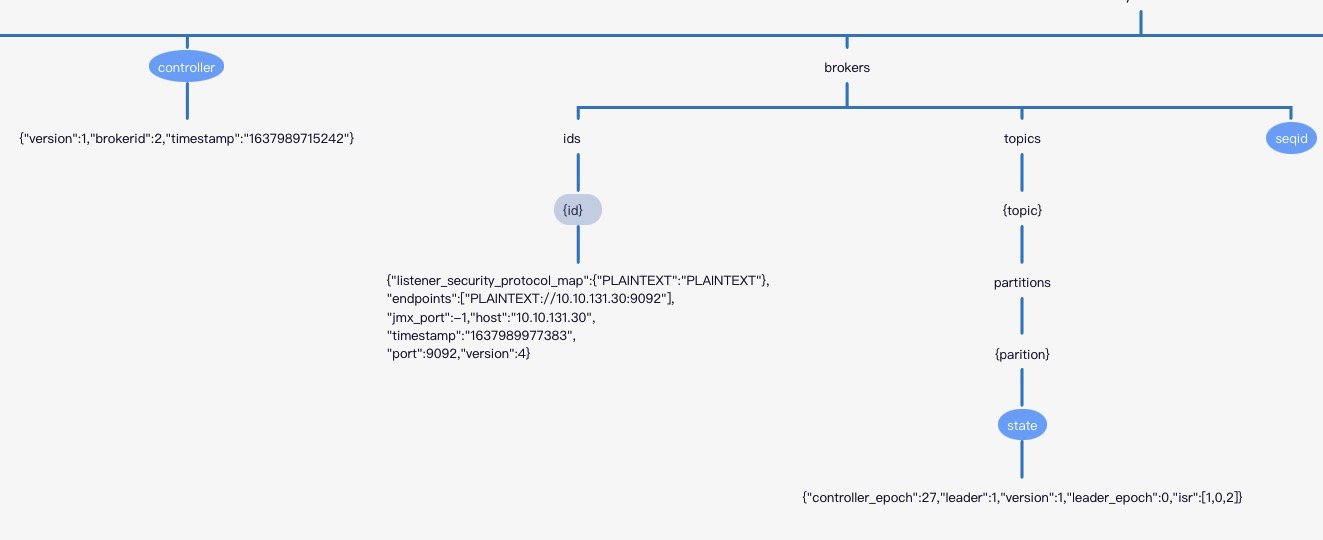 controller
brokers
{"version":1,"brokerid":2,"timestamp":"1637989715242"}
ids
topics
seqid
{id}
{topic}
{"listener_security_protocol_map":{"PLAINTEXT":"PLAINTEXT"},
"endpoints":["PLAINTEXT://10.10.131.30:9092"],
"jmx_port":−1,"host":"10.10.131.30",
"timestamp":"1637989977383",
"port":9092,"version":4}
partitions
{parition}
state
{"controller_epoch":27,"leader":1,"version":1,"leader_epoch":0,"isr":[1,0,2]}